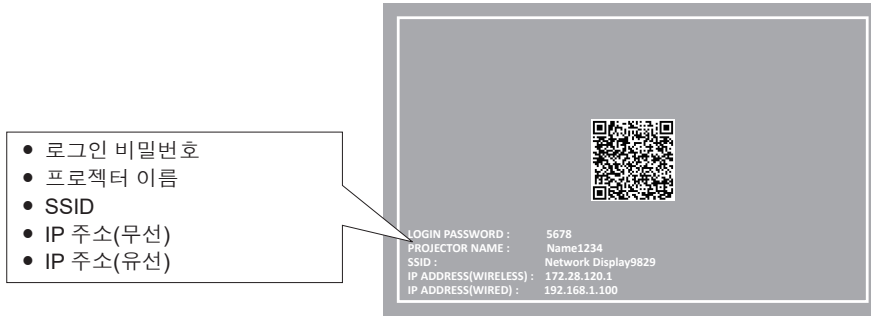 ● 로그인 비밀번호
● 프로젝터 이름
● SSID
● IP 주소(무선)
● IP 주소(유선)
LOGIN PASSWORD : 5678
PROJECTOR NAME : Name1234
SSID : Network Display9829
IP ADDRESS(WIRELESS) : 172.28.120.1
IP ADDRESS(WIRED) : 192.168.1.100